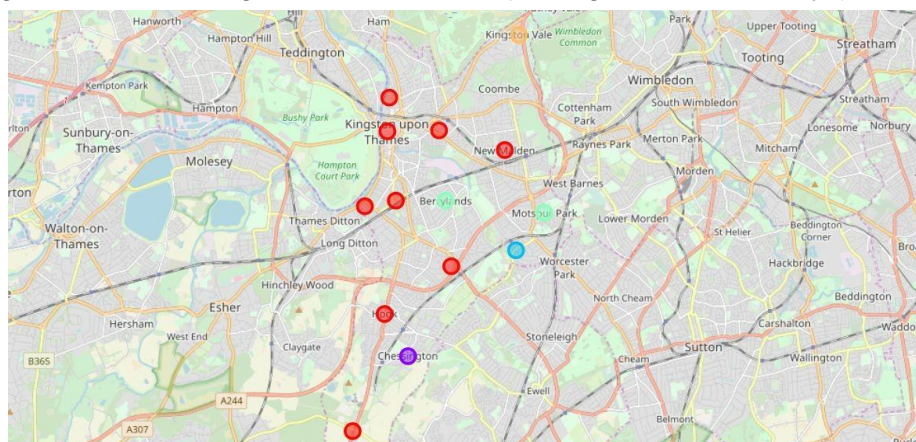 Hanworth
Ham
Hampton Hill
Teddington
Kingston Vale
Wimbledon
Common
Park
Upper Tooting
Streatham
Tooting
Kempton Park
Hampton
Bushy Park
Coombe
Wimbledon
South Wimbledon
Streatham
Sunbury-on-
Thames
Kingston upon
Thames
Cottenham
Park
Lonesome
Norbury
Molesey
Hampton
Court Park
New Malden
Raynes Park
Merton Park
Mitcham
Morden
West Barnes
Berrylands
Motspur Park
Lower Morden
Thames Ditton
Walton-on-
Thames
Long Ditton
St Helier
Beddington
Corner
Worcester
Park
Hackbridge
Hinchley Wood
Esher
North Cheam
Beddington
Hersham
West End
Hook
Claygate
Stoneleigh
Carshalton
Waddo
B365
Chessington
Cheam
Sutton
Wallington
Ewell
A244
A307
Belmont